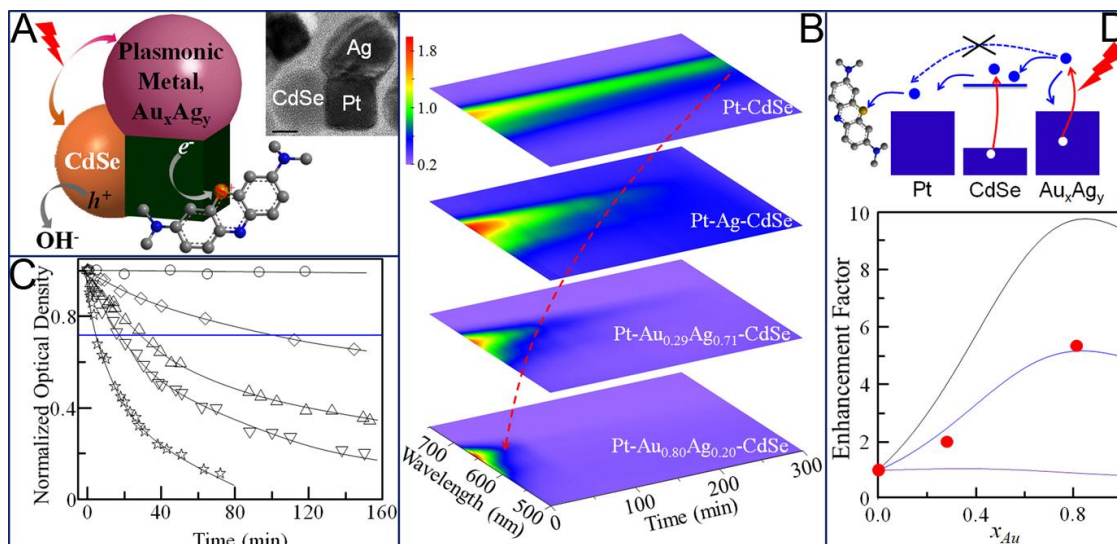 A
Plasmonic
Metal,
AuxAgy
CdSe
e-
h+
OH-
Ag
CdSe
Pt
B
1.8
1.0
0.2
Pt-CdSe
Pt-Ag-CdSe
Pt-Au0.29Ag0.71-CdSe
Pt-Au0.80Ag0.20-CdSe
700
600
500
Wavelength (nm)
0
100
200
300
Time (min)
C
Normalized Optical Density
0.8
0.4
0
0
40
80
120
160
Time (min)
D
Pt
CdSe
AuxAgy
Enhancement Factor
10
8
6
4
2
0
0.0
0.4
0.8
xAu